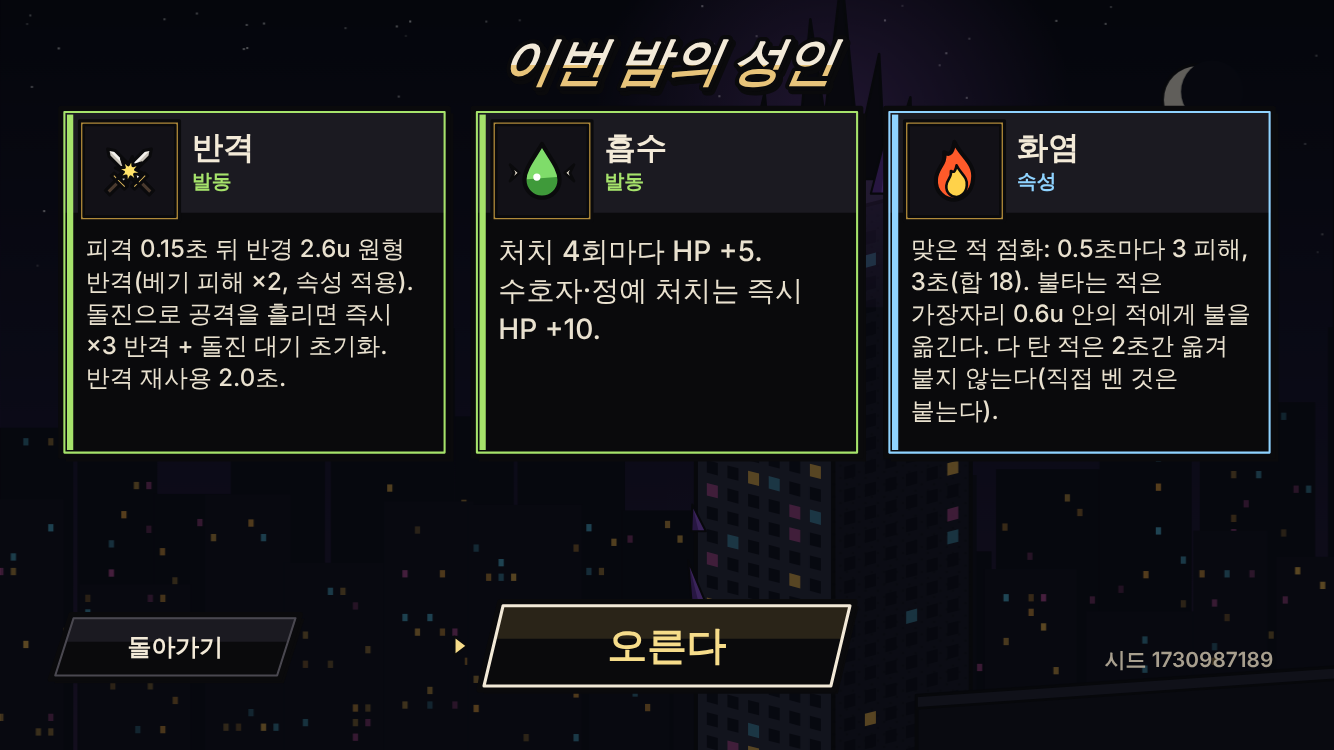 이번 밤의 성인
반격
발동
피격 0.15초 뒤 반경 2.6u 원형
반격(베기 피해 ×2, 속성 적용).
돌진으로 공격을 흘리면 즉시
×3 반격 + 돌진 대기 초기화.
반격 재사용 2.0초.
흡수
발동
처치 4회마다 HP +5.
수호자·정예 처치는 즉시
HP +10.
화염
속성
맞은 적 점화: 0.5초마다 3 피해,
3초(합 18). 불타는 적은
가장자리 0.6u 안의 적에게 불을
옮긴다. 다 탄 적은 2초간 옮겨
붙지 않는다(직접 벤 것은
붙는다).
돌아가기
오른다
시드 1730987189